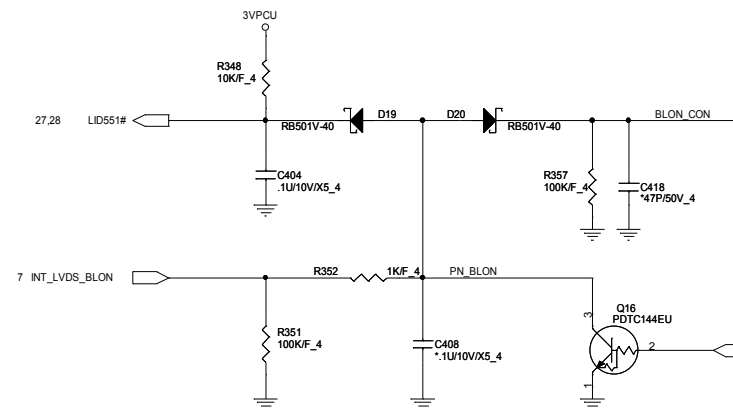 3VPCU
R348
10K/F_4
27,28 LID551#
RB501V-40
D19
D20
RB501V-40
BLON_CON
C404
.1U/10V/X5_4
R357
100K/F_4
C418
*47P/50V_4
7 INT_LVDS_BLON
R352
1K/F_4
PN_BLON
R351
100K/F_4
C408
*.1U/10V/X5_4
Q16
PDTC144EU
3
2
1